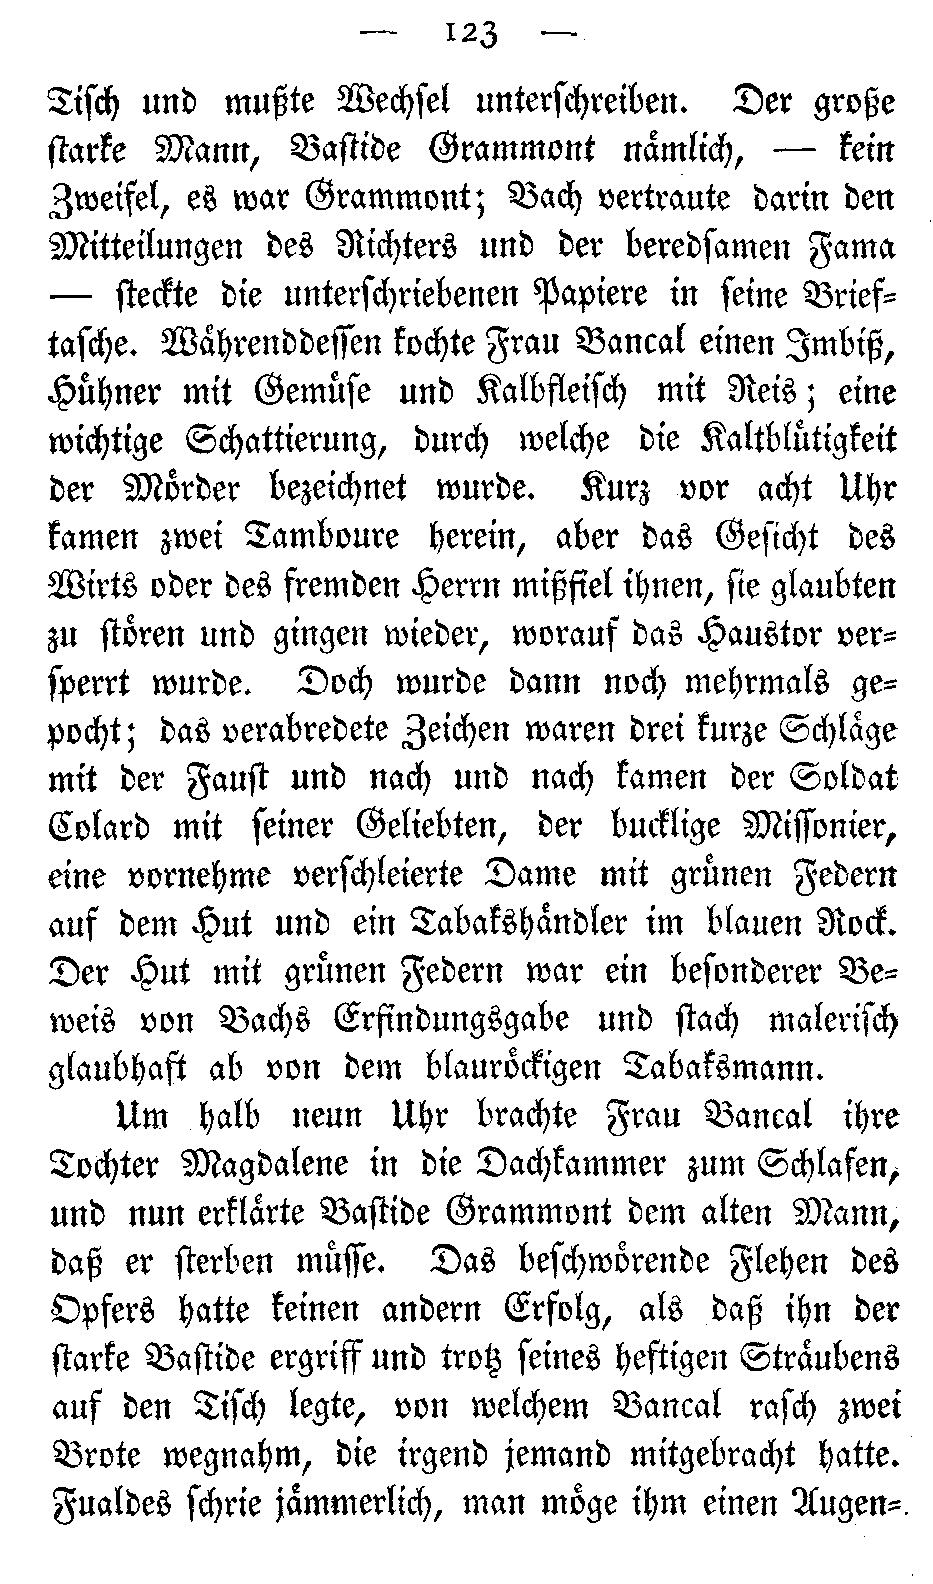 — 123 —
Tisch und mußte Wechsel unterschreiben. Der große
starke Mann, Bastide Grammont nämlich, — kein
Zweifel, es war Grammont; Bach vertraute darin den
Mitteilungen des Richters und der beredsamen Fama
— steckte die unterschriebenen Papiere in seine Brief-
tasche. Währenddessen kochte Frau Bancal einen Imbiß,
Hühner mit Gemüse und Kalbfleisch mit Reis; eine
wichtige Schattierung, durch welche die Kaltblütigkeit
der Mörder bezeichnet wurde. Kurz vor acht Uhr
kamen zwei Tamboure herein, aber das Gesicht des
Wirts oder des fremden Herrn mißfiel ihnen, sie glaubten
zu stören und gingen wieder, worauf das Haustor ver-
sperrt wurde. Doch wurde dann noch mehrmals ge-
pocht; das verabredete Zeichen waren drei kurze Schläge
mit der Faust und nach und nach kamen der Soldat
Colard mit seiner Geliebten, der bucklige Missonier,
eine vornehme verschleierte Dame mit grünen Federn
auf dem Hut und ein Tabakshändler im blauen Rock.
Der Hut mit grünen Federn war ein besonderer Be-
weis von Bachs Erfindungsgabe und stach malerisch
glaubhaft ab von dem blauröckigen Tabaksmann.
Um halb neun Uhr brachte Frau Bancal ihre
Tochter Magdalene in die Dachkammer zum Schlafen,
und nun erklärte Bastide Grammont dem alten Mann,
daß er sterben müsse. Das beschwörende Flehen des
Opfers hatte keinen andern Erfolg, als daß ihn der
starke Bastide ergriff und trotz seines heftigen Sträubens
auf den Tisch legte, von welchem Bancal rasch zwei
Brote wegnahm, die irgend jemand mitgebracht hatte.
Fualdes schrie jämmerlich, man möge ihm einen Augen-